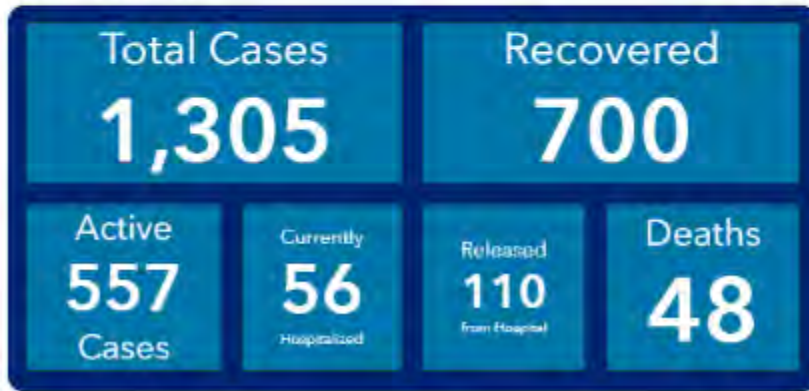 Total Cases
1,305
Recovered
700
Active
557
Cases
Currently
56
Hospitalized
Released
110
from Hospital
Deaths
48